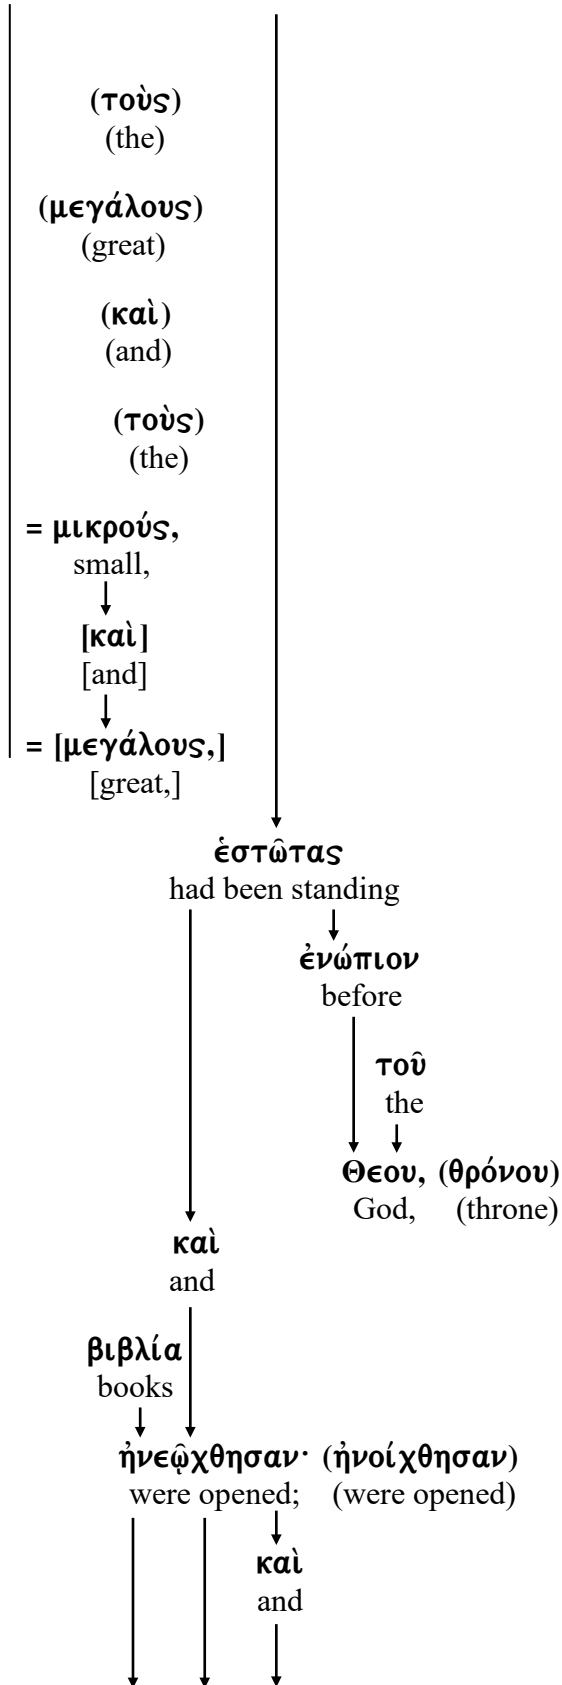 (τοὺς)
(the)
(μεγάλους)
(great)
(καὶ)
(and)
(τοὺς)
(the)
= μικρούς,
small,
[καὶ]
[and]
= [μεγάλους,]
[great,]
ἑστῶτας
had been standing
ἐνώπιον
before
τοῦ
the
Θεου, (θρόνου)
God, (throne)
καὶ
and
βιβλία
books
ἠνεῴχθησαν· (ἠνοίχθησαν)
were opened; (were opened)
καὶ
and